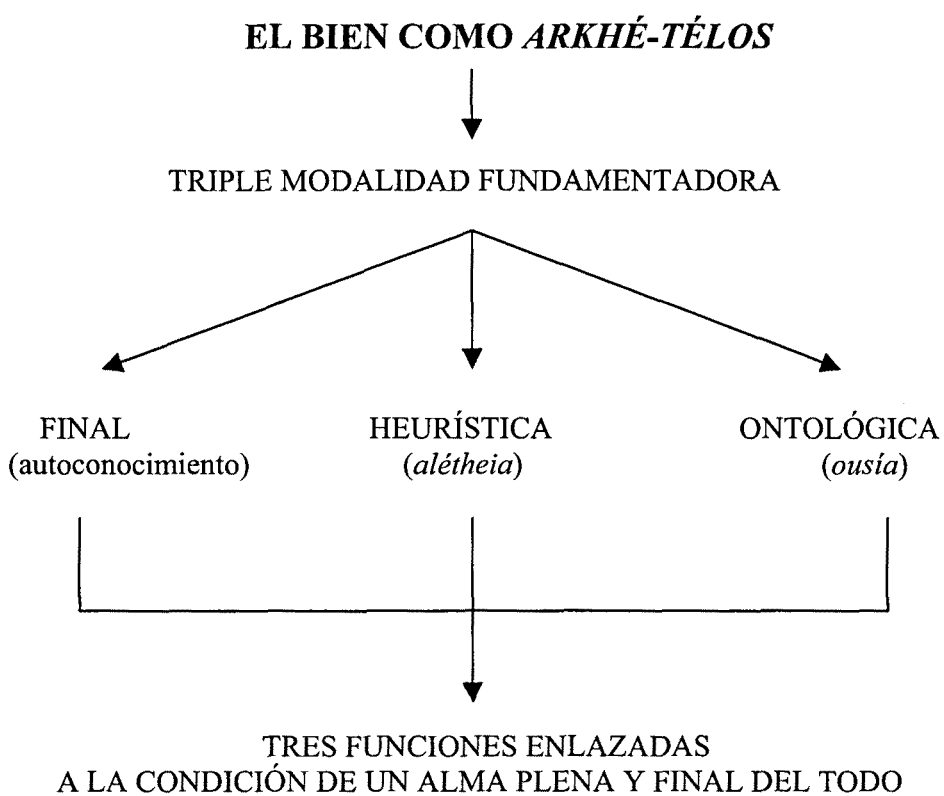 EL BIEN COMO ARKHÉ-TÉLOS
TRIPLE MODALIDAD FUNDAMENTADORA
FINAL
(autoconocimiento)
HEURÍSTICA
(alétheia)
ONTOLÓGICA
(ousía)
TRES FUNCIONES ENLAZADAS
A LA CONDICIÓN DE UN ALMA PLENA Y FINAL DEL TODO